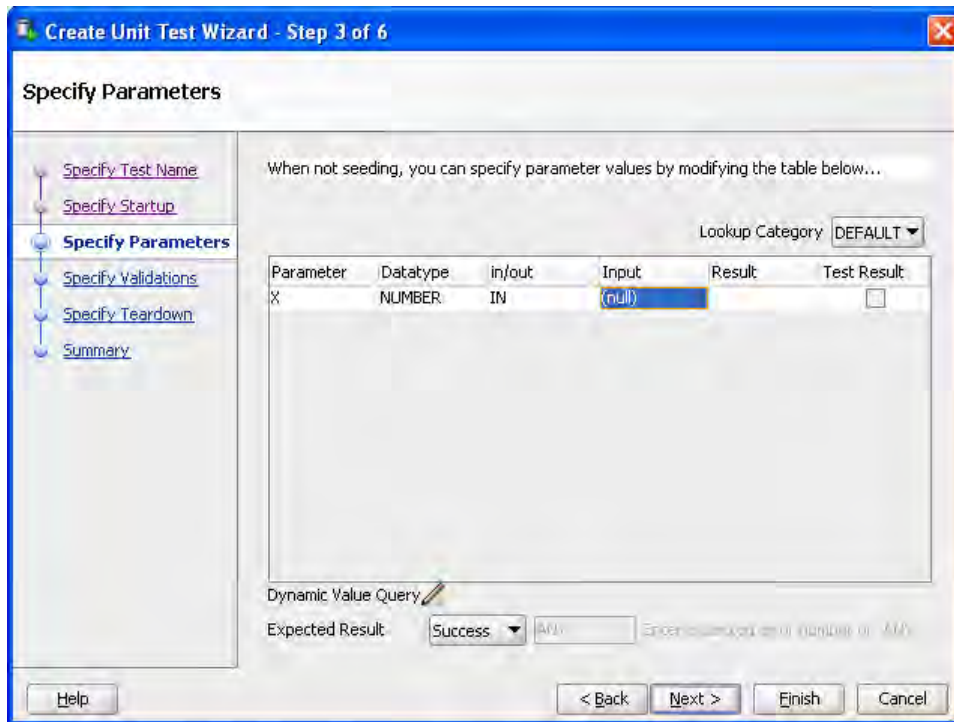 Create Unit Test Wizard - Step 3 of 6
Specify Parameters
Specify Test Name
Specify Startup
Specify Parameters
Specify Validations
Specify Teardown
Summary
When not seeding, you can specify parameter values by modifying the table below...
Lookup Category DEFAULT
Parameter Datatype in/out Input Result Test Result
X NUMBER IN (null)
Dynamic Value Query
Expected Result Success ANY
Help < Back Next > Finish Cancel